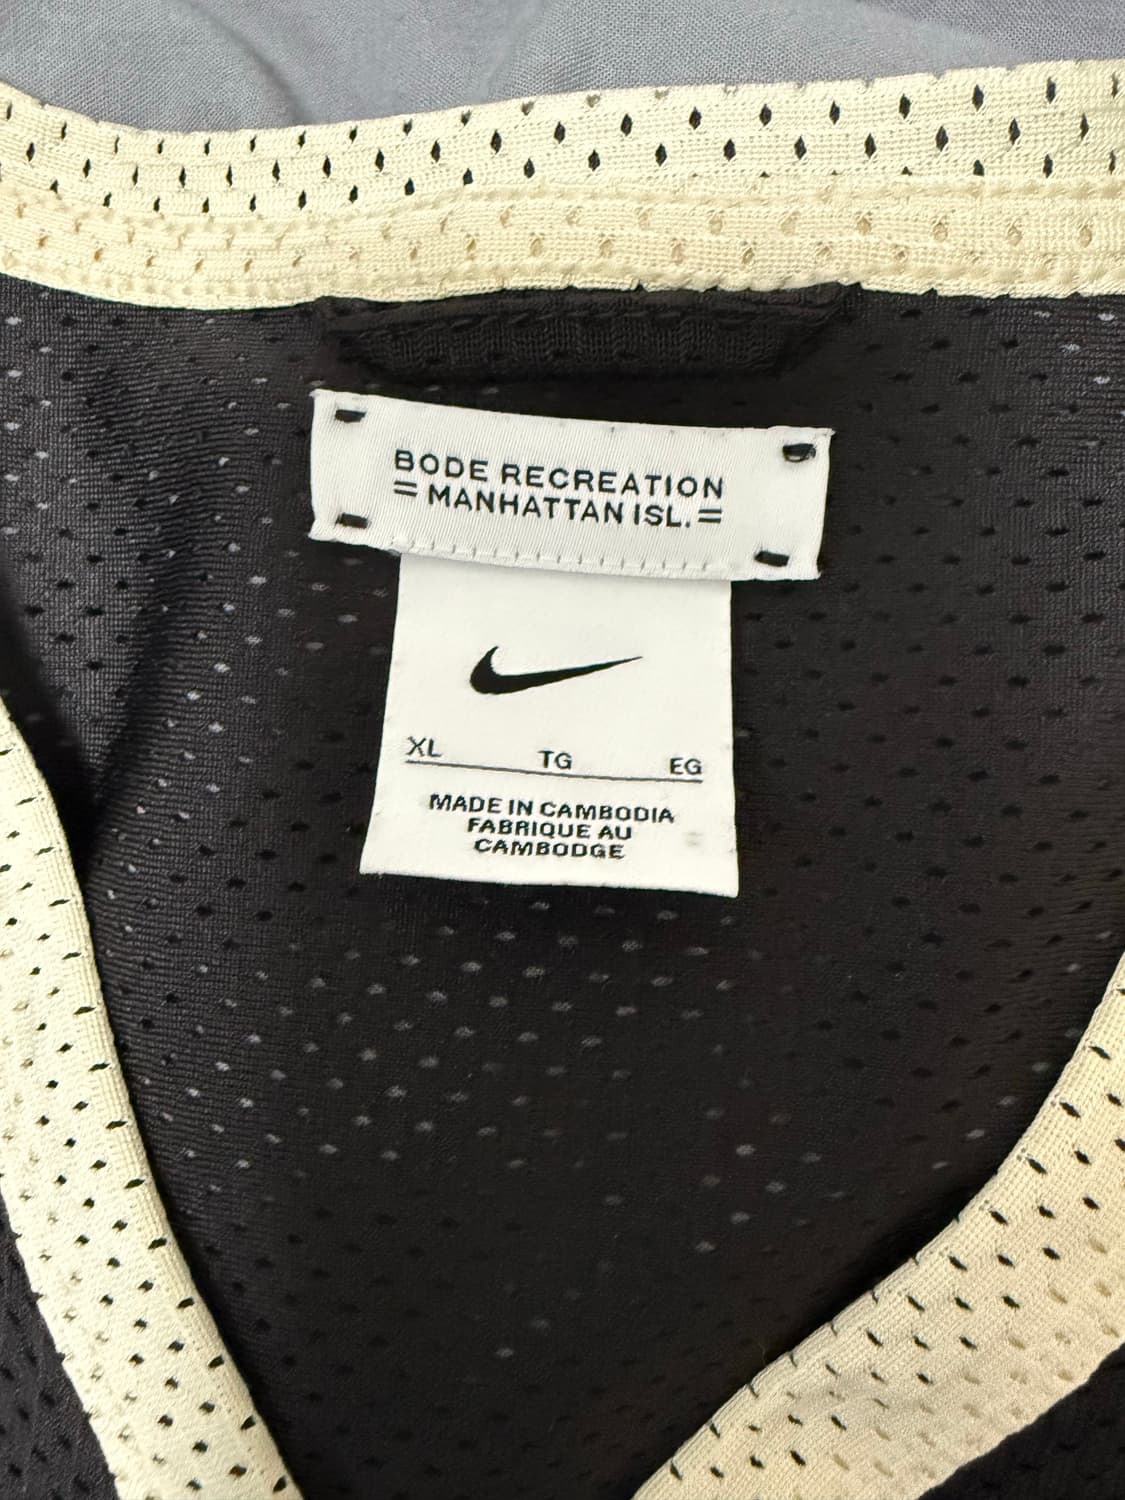 BODE RECREATION
= MANHATTAN ISL. =
XL TG EG
MADE IN CAMBODIA
FABRIQUE AU
CAMBODGE